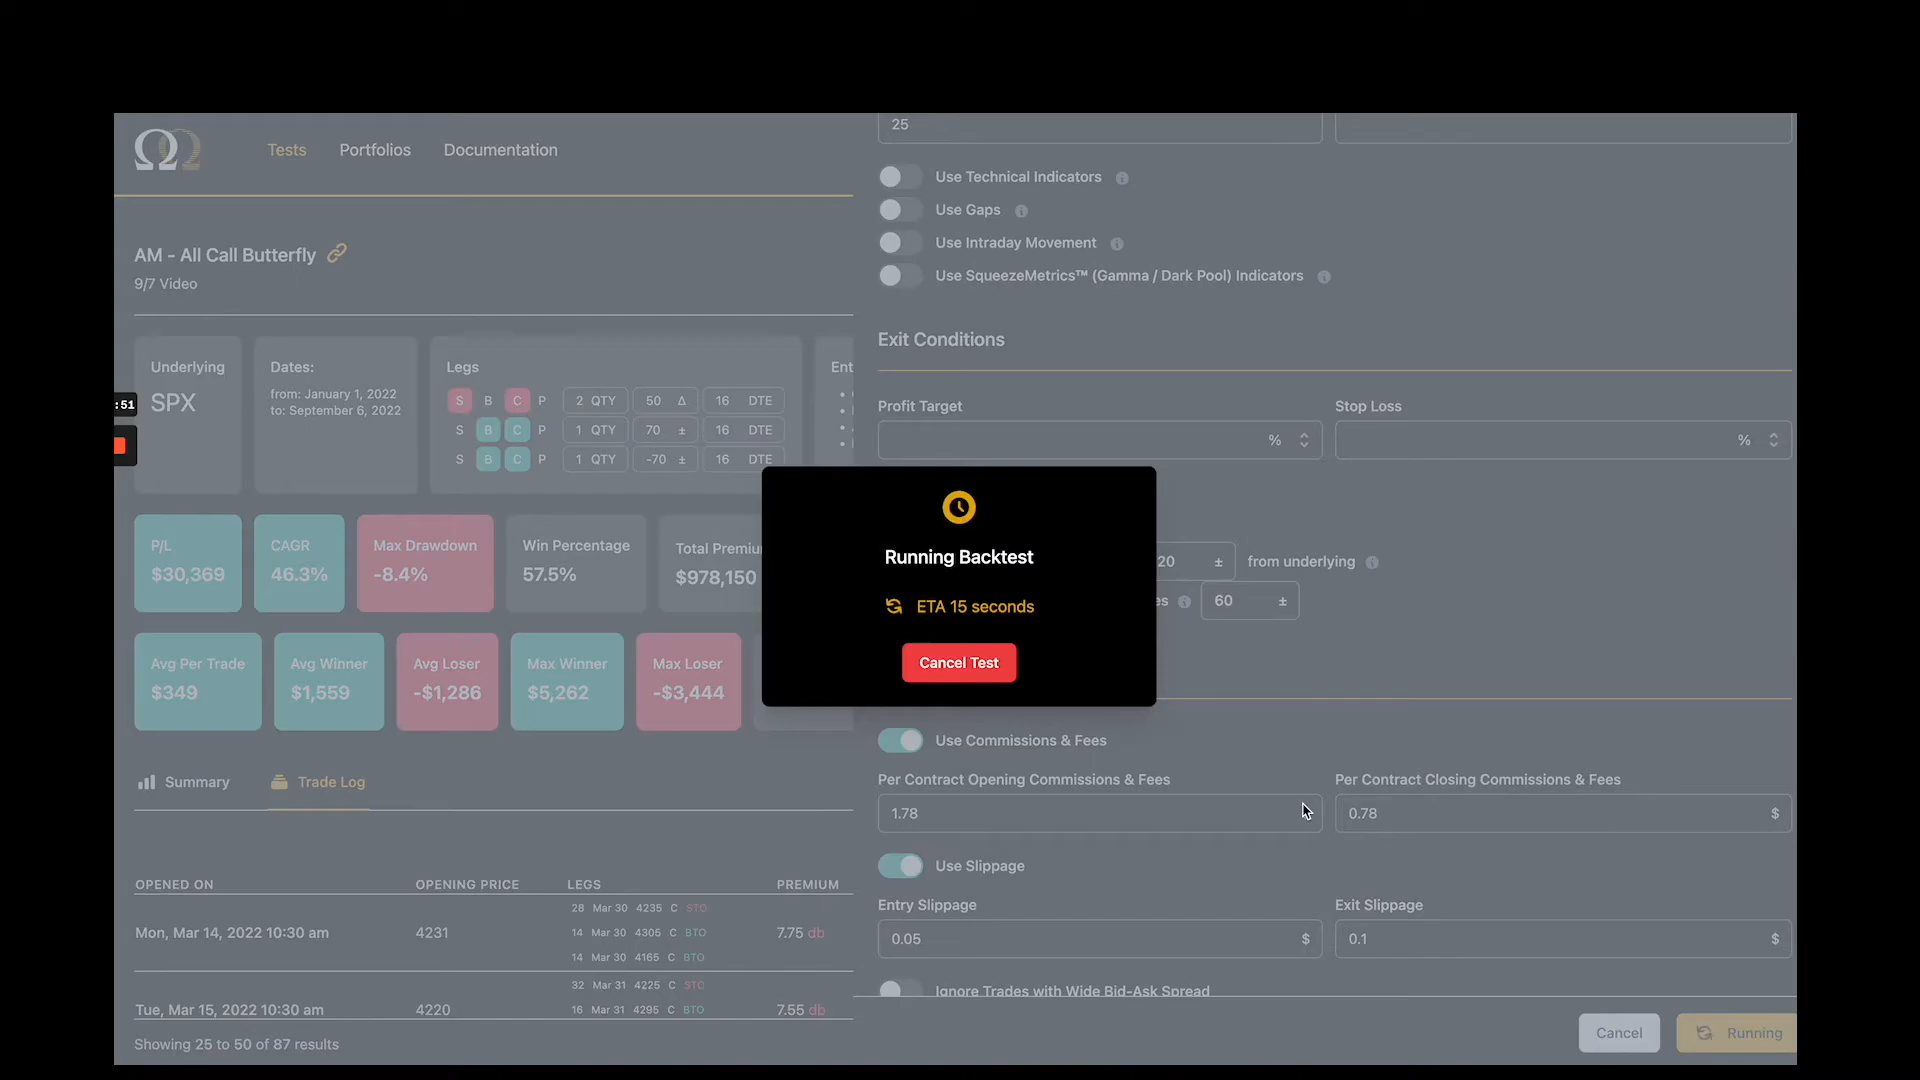 Tests Portfolios Documentation
AM - All Call Butterfly
9/7 Video
Underlying
SPX
Dates:
from: January 1, 2022
to: September 6, 2022
Legs
S B C P 2 QTY 50 Δ 16 DTE
S B C P 1 QTY 70 ± 16 DTE
S B C P 1 QTY -70 ± 16 DTE
Ent
:51
P/L
$30,369
CAGR
46.3%
Max Drawdown
-8.4%
Win Percentage
57.5%
Total Premiu
$978,150
Avg Per Trade
$349
Avg Winner
$1,559
Avg Loser
-$1,286
Max Winner
$5,262
Max Loser
-$3,444
Summary Trade Log
OPENED ON OPENING PRICE LEGS PREMIUM
28 Mar 30 4235 C STO
Mon, Mar 14, 2022 10:30 am 4231 14 Mar 30 4305 C BTO 7.75 db
14 Mar 30 4165 C BTO
32 Mar 31 4225 C STO
Tue, Mar 15, 2022 10:30 am 4220 16 Mar 31 4295 C BTO 7.55 db
Showing 25 to 50 of 87 results
25
Use Technical Indicators
Use Gaps
Use Intraday Movement
Use SqueezeMetrics™ (Gamma / Dark Pool) Indicators
Exit Conditions
Profit Target Stop Loss
% %
20 ± from underlying
es 60 ±
Running Backtest
ETA 15 seconds
Cancel Test
Use Commissions & Fees
Per Contract Opening Commissions & Fees Per Contract Closing Commissions & Fees
1.78 0.78 $
Use Slippage
Entry Slippage Exit Slippage
0.05 $ 0.1 $
Ignore Trades with Wide Bid-Ask Spread
Cancel Running